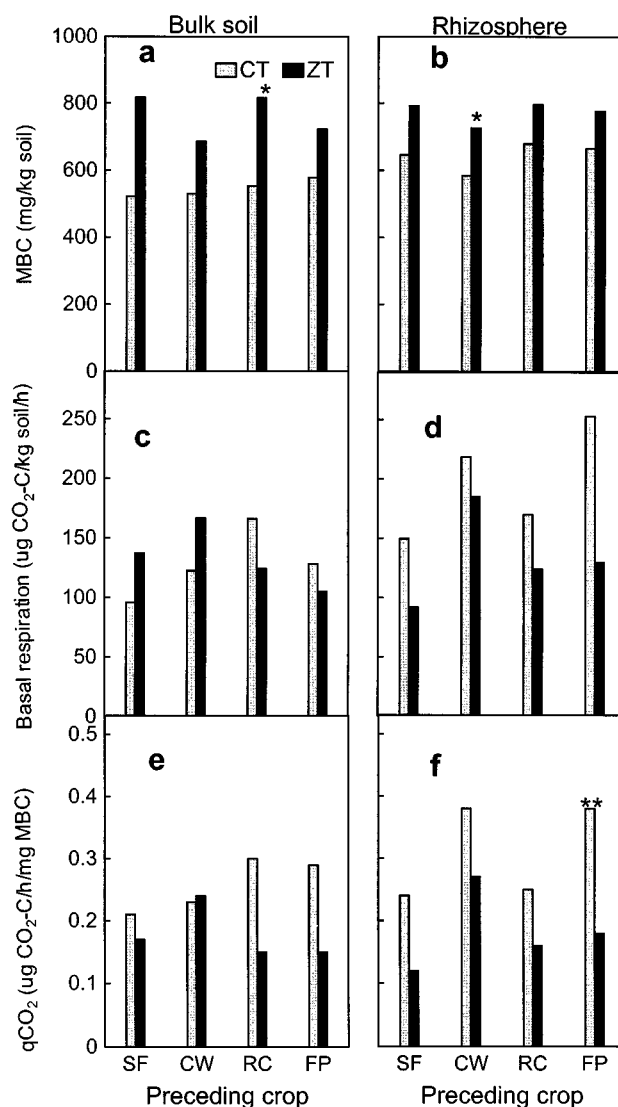 Bulk soil
Rhizosphere
a
CT
ZT
*
b
*
MBC (mg/kg soil)
1000
800
600
400
200
0
c
d
Basal respiration (ug CO₂-C/kg soil/h)
250
200
150
100
50
0
e
f
**
qCO₂ (ug CO₂-C/h/mg MBC)
0.5
0.4
0.3
0.2
0.1
0
SF CW RC FP
SF CW RC FP
Preceding crop
Preceding crop